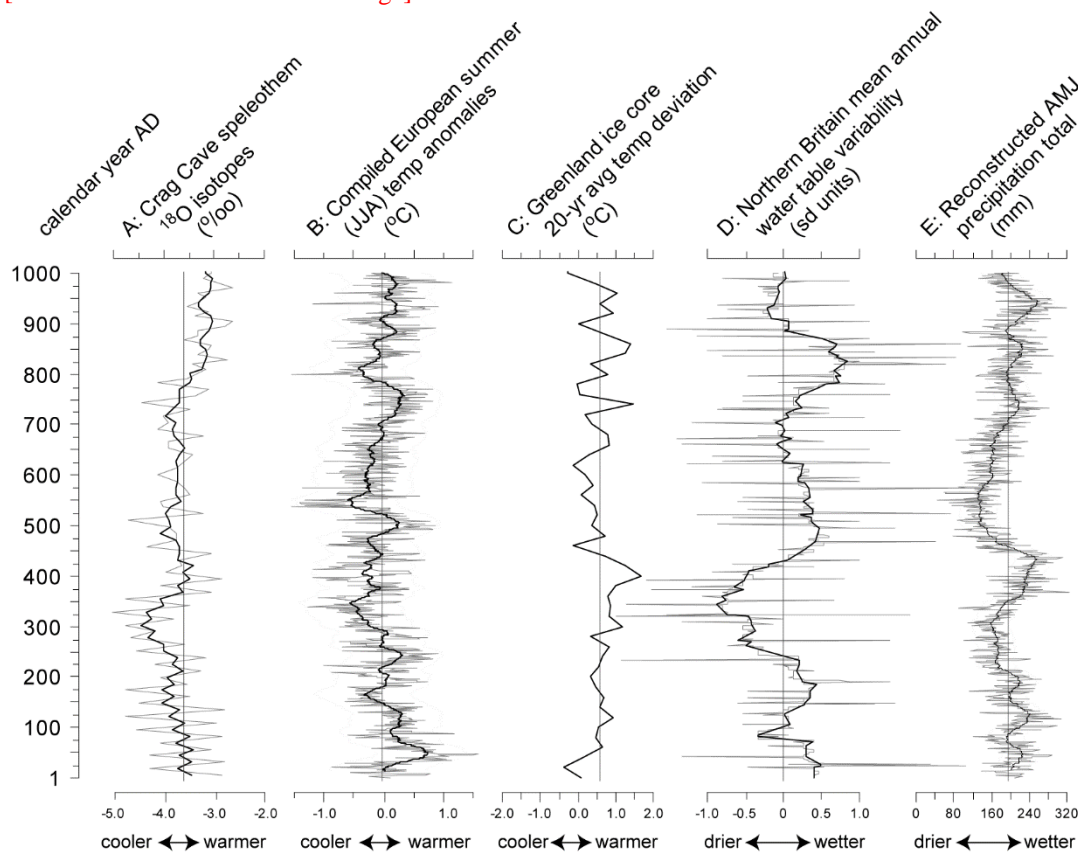 calendar year AD
A: Crag Cave speleothem
18O isotopes
(º/oo)
B: Compiled European summer
(JJA) temp anomalies
(ºC)
C: Greenland ice core
20-yr avg temp deviation
(ºC)
D: Northern Britain mean annual
water table variability
(sd units)
E: Reconstructed AMJ
precipitation total
(mm)
1000
900
800
700
600
500
400
300
200
100
1
-5.0 -4.0 -3.0 -2.0
-1.0 0.0 1.0
-2.0 -1.0 0 1.0 2.0
-1.0 -0.5 0 0.5 1.0
0 80 160 240 320
cooler warmer
cooler warmer
cooler warmer
drier wetter
drier wetter